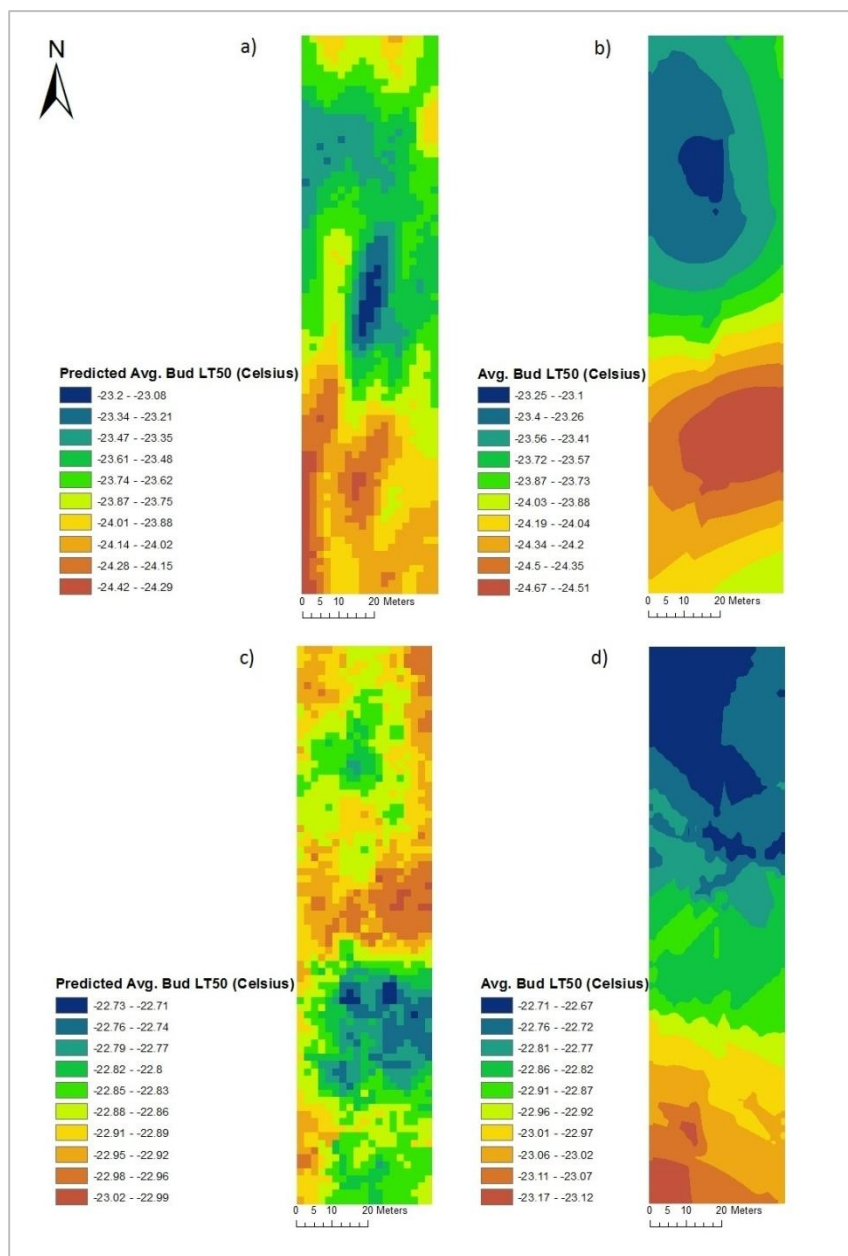 N
a)
b)
Predicted Avg. Bud LT50 (Celsius)
-23.2 - -23.08
-23.34 - -23.21
-23.47 - -23.35
-23.61 - -23.48
-23.74 - -23.62
-23.87 - -23.75
-24.01 - -23.88
-24.14 - -24.02
-24.28 - -24.15
-24.42 - -24.29
0 5 10 20 Meters
Avg. Bud LT50 (Celsius)
-23.25 - -23.1
-23.4 - -23.26
-23.56 - -23.41
-23.72 - -23.57
-23.87 - -23.73
-24.03 - -23.88
-24.19 - -24.04
-24.34 - -24.2
-24.5 - -24.35
-24.67 - -24.51
0 5 10 20 Meters
c)
d)
Predicted Avg. Bud LT50 (Celsius)
-22.73 - -22.71
-22.76 - -22.74
-22.79 - -22.77
-22.82 - -22.8
-22.85 - -22.83
-22.88 - -22.86
-22.91 - -22.89
-22.95 - -22.92
-22.98 - -22.96
-23.02 - -22.99
0 5 10 20 Meters
Avg. Bud LT50 (Celsius)
-22.71 - -22.67
-22.76 - -22.72
-22.81 - -22.77
-22.86 - -22.82
-22.91 - -22.87
-22.96 - -22.92
-23.01 - -22.97
-23.06 - -23.02
-23.11 - -23.07
-23.17 - -23.12
0 5 10 20 Meters